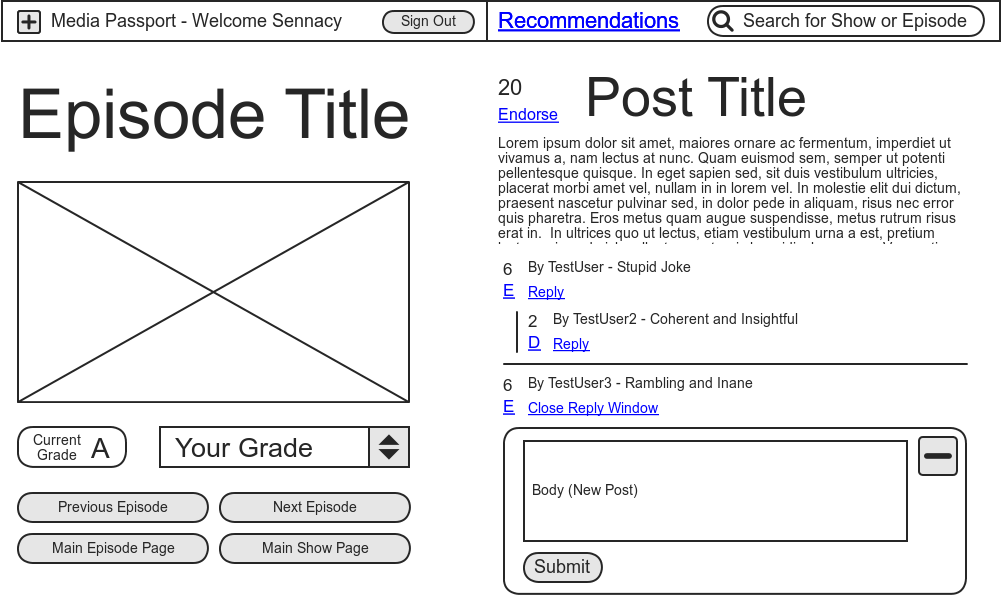 Media Passport - Welcome Sennacy
Sign Out
Recommendations
Search for Show or Episode
Episode Title
Current
Grade
A
Your Grade
Previous Episode
Next Episode
Main Episode Page
Main Show Page
20
Endorse
Post Title
Lorem ipsum dolor sit amet, maiores ornare ac fermentum, imperdiet ut
vivamus a, nam lectus at nunc. Quam euismod sem, semper ut potenti
pellentesque quisque. In eget sapien sed, sit duis vestibulum ultricies,
placerat morbi amet vel, nullam in in lorem vel. In molestie elit dui dictum,
praesent nascetur pulvinar sed, in dolor pede in aliquam, risus nec error
quis pharetra. Eros metus quam augue suspendisse, metus rutrum risus
erat in.  In ultrices quo ut lectus, etiam vestibulum urna a est, pretium
6
By TestUser - Stupid Joke
E
Reply
2
By TestUser2 - Coherent and Insightful
D
Reply
6
By TestUser3 - Rambling and Inane
E
Close Reply Window
Body (New Post)
Submit